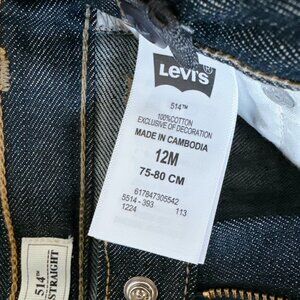 Levi's
514™
100%COTTON
EXCLUSIVE OF DECORATION
MADE IN CAMBODIA
12M
75-80 CM
617847305542
5514 - 393 113
1224
514™
STRAIGHT